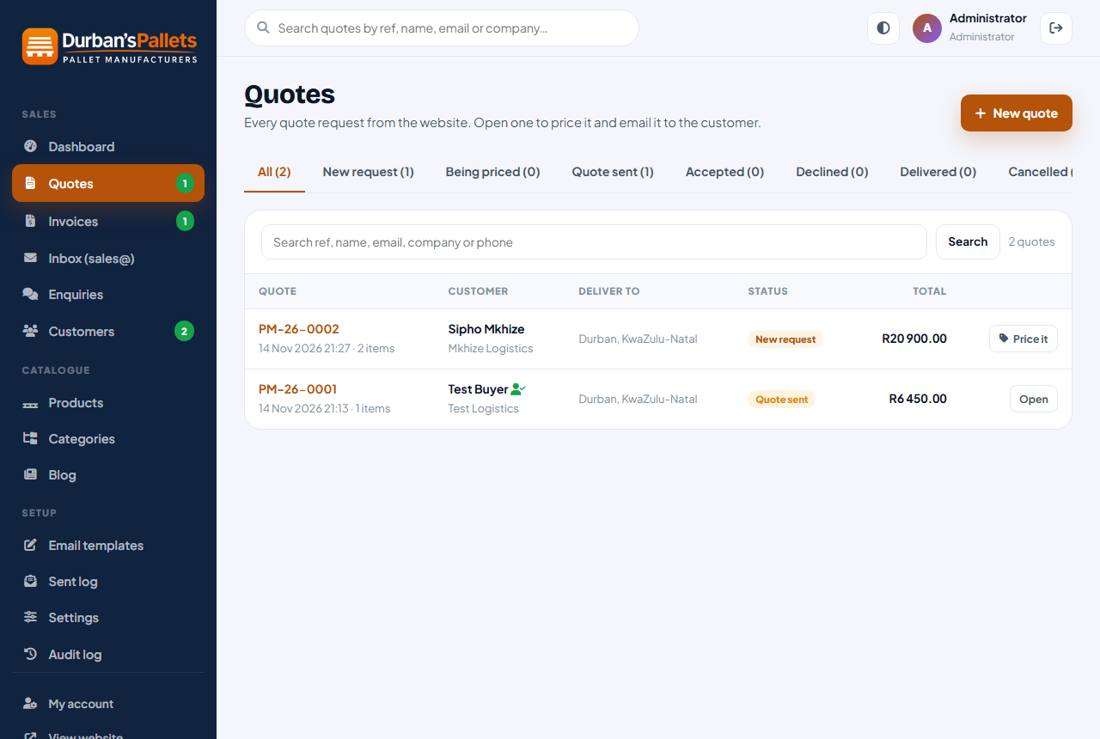 Durban'sPallets
PALLET MANUFACTURERS
SALES
Dashboard
Quotes 1
Invoices 1
Inbox (sales@)
Enquiries
Customers 2
CATALOGUE
Products
Categories
Blog
SETUP
Email templates
Sent log
Settings
Audit log
My account
View website
Search quotes by ref, name, email or company...
A
Administrator
Administrator
Quotes
Every quote request from the website. Open one to price it and email it to the customer.
+ New quote
All (2) New request (1) Being priced (0) Quote sent (1) Accepted (0) Declined (0) Delivered (0) Cancelled (
Search ref, name, email, company or phone
Search
2 quotes
QUOTE CUSTOMER DELIVER TO STATUS TOTAL
PM-26-0002 Sipho Mkhize Durban, KwaZulu-Natal New request R20 900.00 Price it
14 Nov 2026 21:27 · 2 items Mkhize Logistics
PM-26-0001 Test Buyer Durban, KwaZulu-Natal Quote sent R6 450.00 Open
14 Nov 2026 21:13 · 1 items Test Logistics